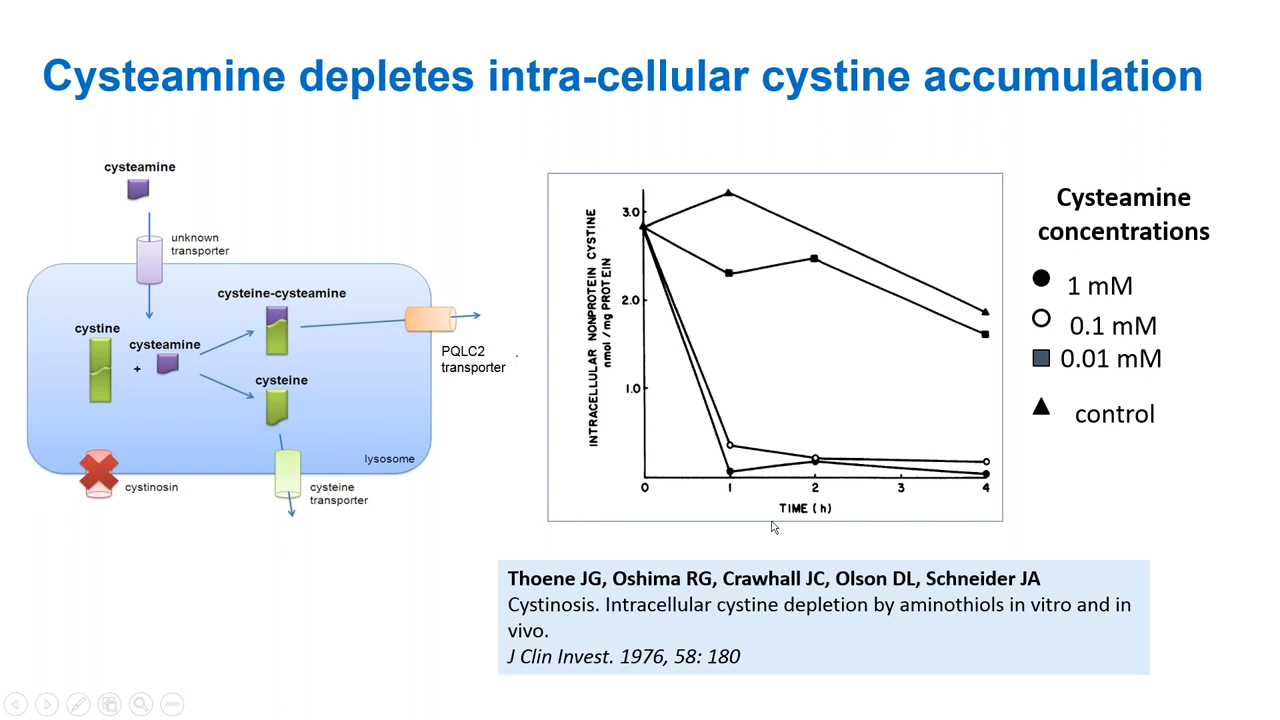 Cysteamine depletes intra-cellular cystine accumulation
cysteamine
unknown
transporter
cysteine-cysteamine
cystine
cysteamine
+
cysteine
PQLC2
transporter
lysosome
cystinosin
cysteine
transporter
INTRACELLULAR NONPROTEIN CYSTINE
nmol / mg PROTEIN
3.0
2.0
1.0
0
1
2
3
4
TIME (h)
Cysteamine
concentrations
1 mM
0.1 mM
0.01 mM
control
Thoene JG, Oshima RG, Crawhall JC, Olson DL, Schneider JA
Cystinosis. Intracellular cystine depletion by aminothiols in vitro and in
vivo.
J Clin Invest. 1976, 58: 180